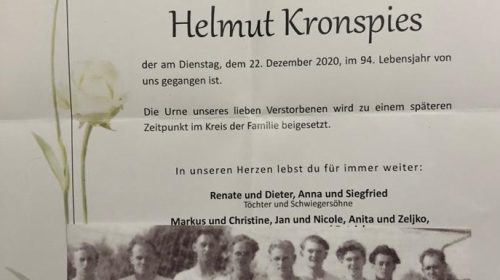 Helmut Kronspies
der am Dienstag, dem 22. Dezember 2020, im 94. Lebensjahr von
uns gegangen ist.
Die Urne unseres lieben Verstorbenen wird zu einem späteren
Zeitpunkt im Kreis der Familie beigesetzt.
In unseren Herzen lebst du für immer weiter:
Renate und Dieter, Anna und Siegfried
Töchter und Schwiegersöhne
Markus und Christine, Jan und Nicole, Anita und Zeljko,